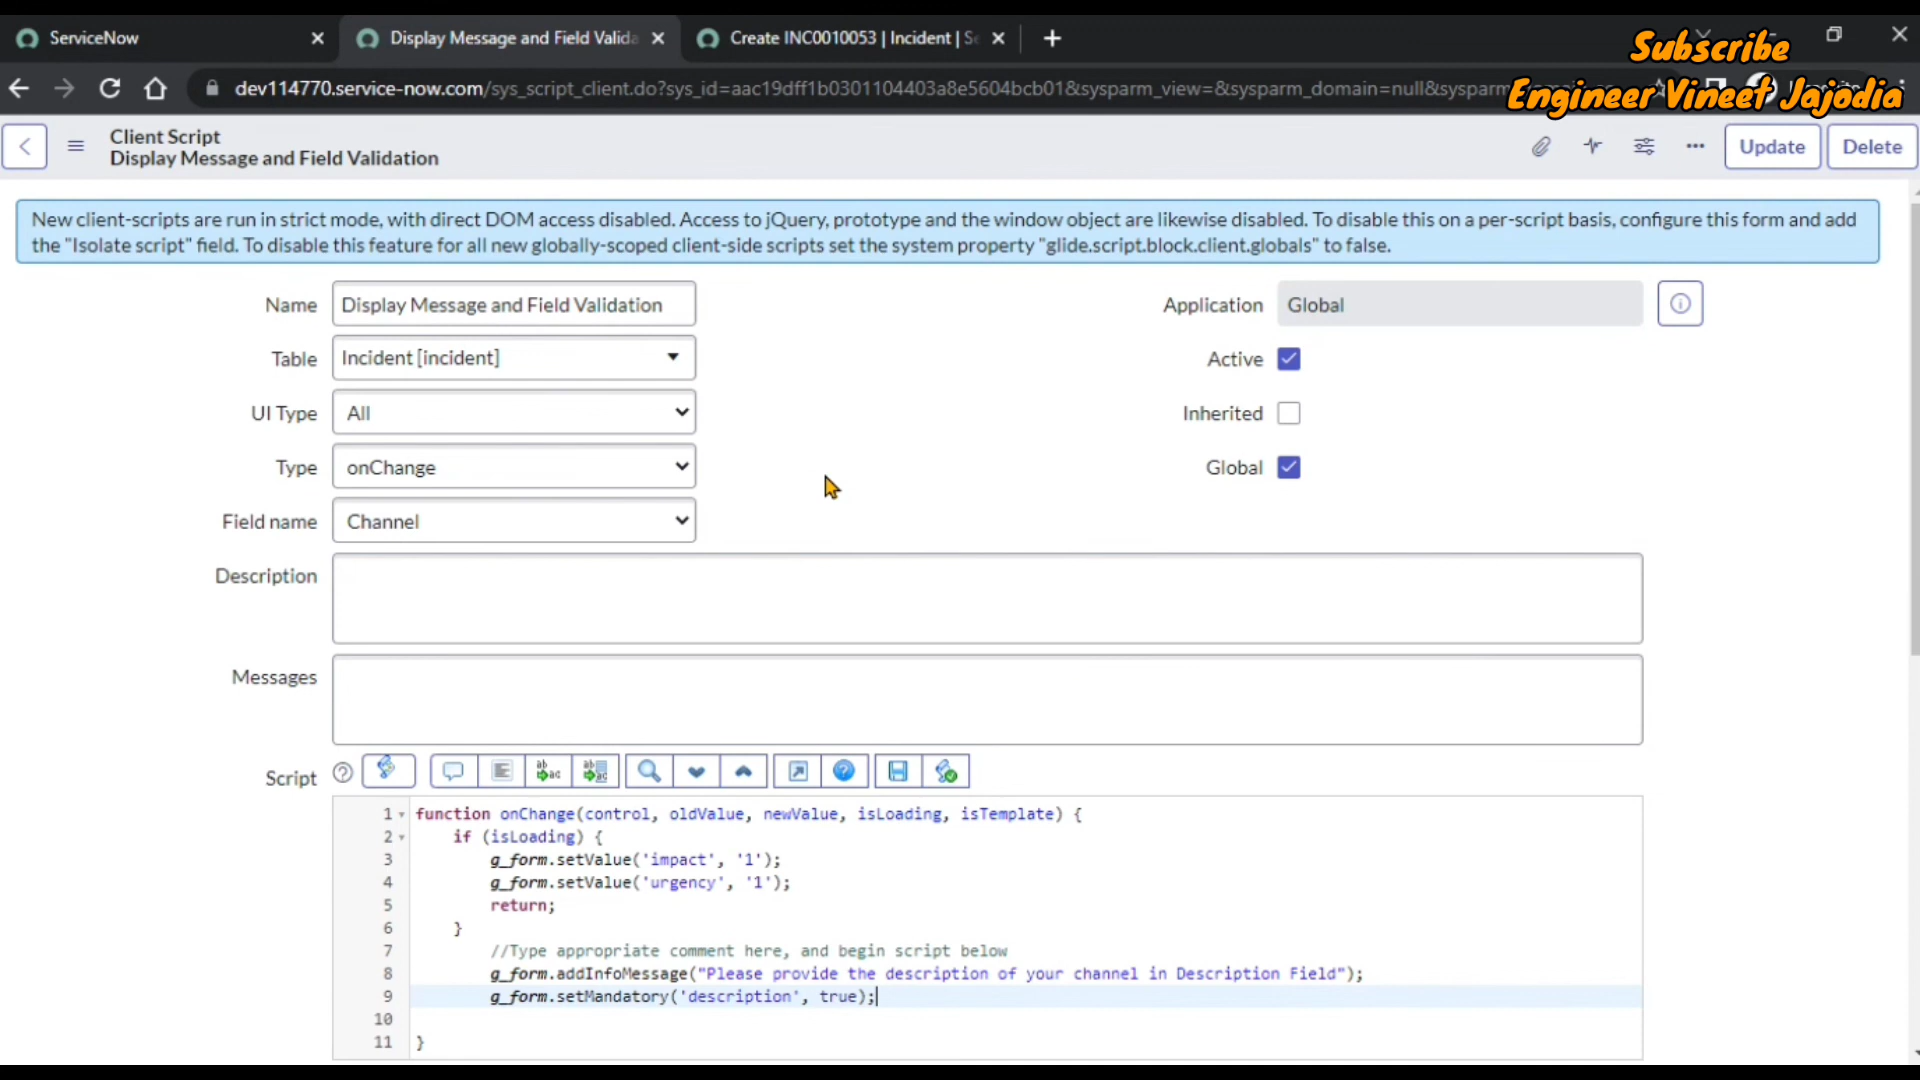 ServiceNow
Display Message and Field Valida
Create INC0010053 | Incident | S
Subscribe
Engineer Vineet Jajodia
dev114770.service-now.com/sys_script_client.do?sys_id=aac19dff1b0301104403a8e5604bcb01&sysparm_view=&sysparm_domain=null&sysparm
Client Script
Display Message and Field Validation
Update
Delete
New client-scripts are run in strict mode, with direct DOM access disabled. Access to jQuery, prototype and the window object are likewise disabled. To disable this on a per-script basis, configure this form and add
the "Isolate script" field. To disable this feature for all new globally-scoped client-side scripts set the system property "glide.script.block.client.globals" to false.
Name Display Message and Field Validation
Application Global
Table Incident [incident]
Active
UI Type All
Inherited
Type onChange
Global
Field name Channel
Description
Messages
Script
1 function onChange(control, oldValue, newValue, isLoading, isTemplate) {
2 if (isLoading) {
3 g_form.setValue('impact', '1');
4 g_form.setValue('urgency', '1');
5 return;
6 }
7 //Type appropriate comment here, and begin script below
8 g_form.addInfoMessage("Please provide the description of your channel in Description Field");
9 g_form.setMandatory('description', true);
10
11 }